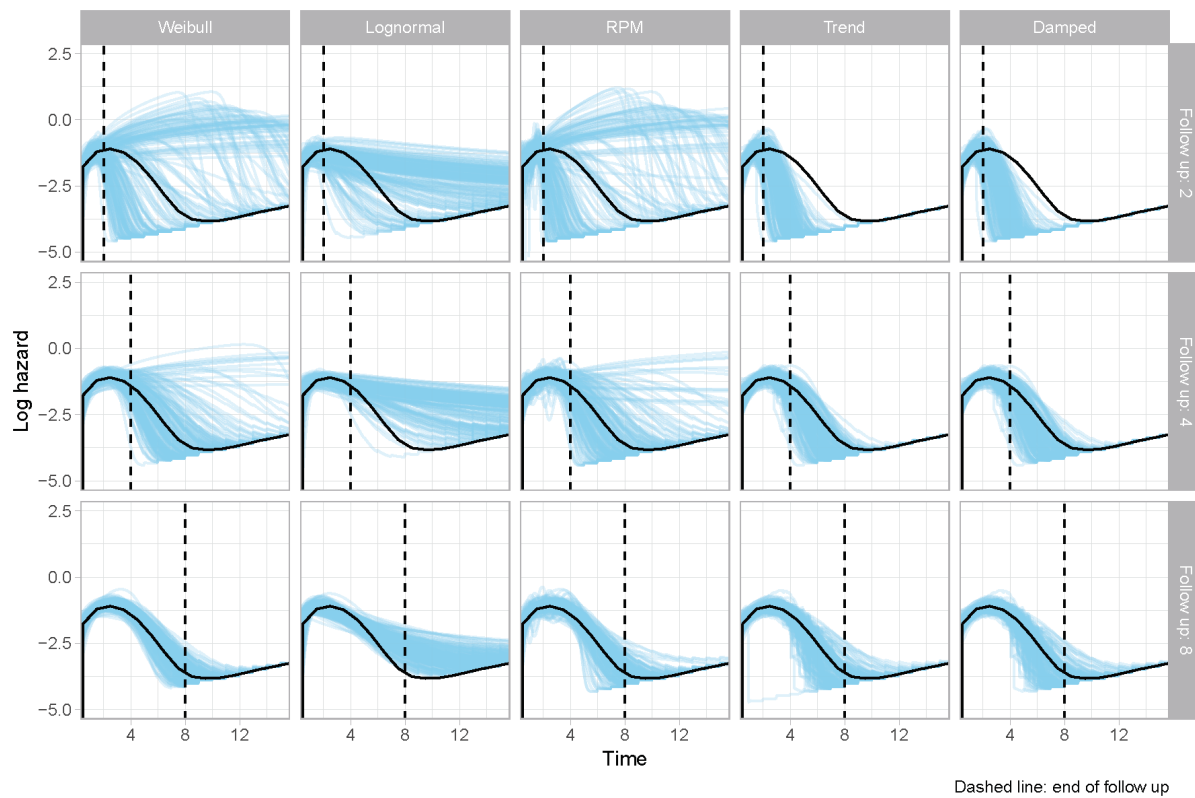 Weibull Lognormal RPM Trend Damped
2.5
0.0
−2.5
−5.0
Follow up: 2
2.5
0.0
−2.5
−5.0
Follow up: 4
2.5
0.0
−2.5
−5.0
Follow up: 8
Log hazard
4 8 12 4 8 12 4 8 12 4 8 12 4 8 12
Time
Dashed line: end of follow up